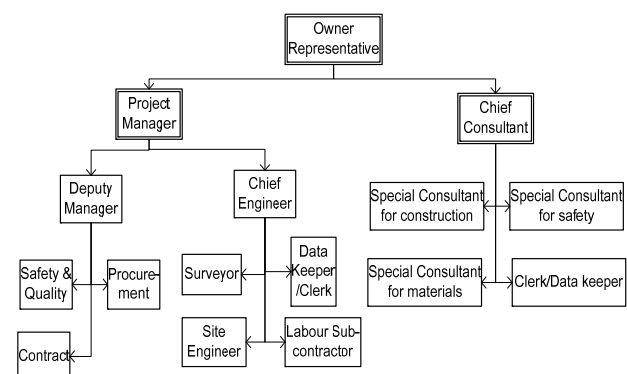 Owner
Representative
Project
Manager
Chief
Consultant
Deputy
Manager
Chief
Engineer
Special Consultant
for construction
Special Consultant
for safety
Safety &
Quality
Procure-
ment
Surveyor
Data
Keeper
/Clerk
Special Consultant
for materials
Clerk/Data keeper
Contract
Site
Engineer
Labour Sub-
contractor